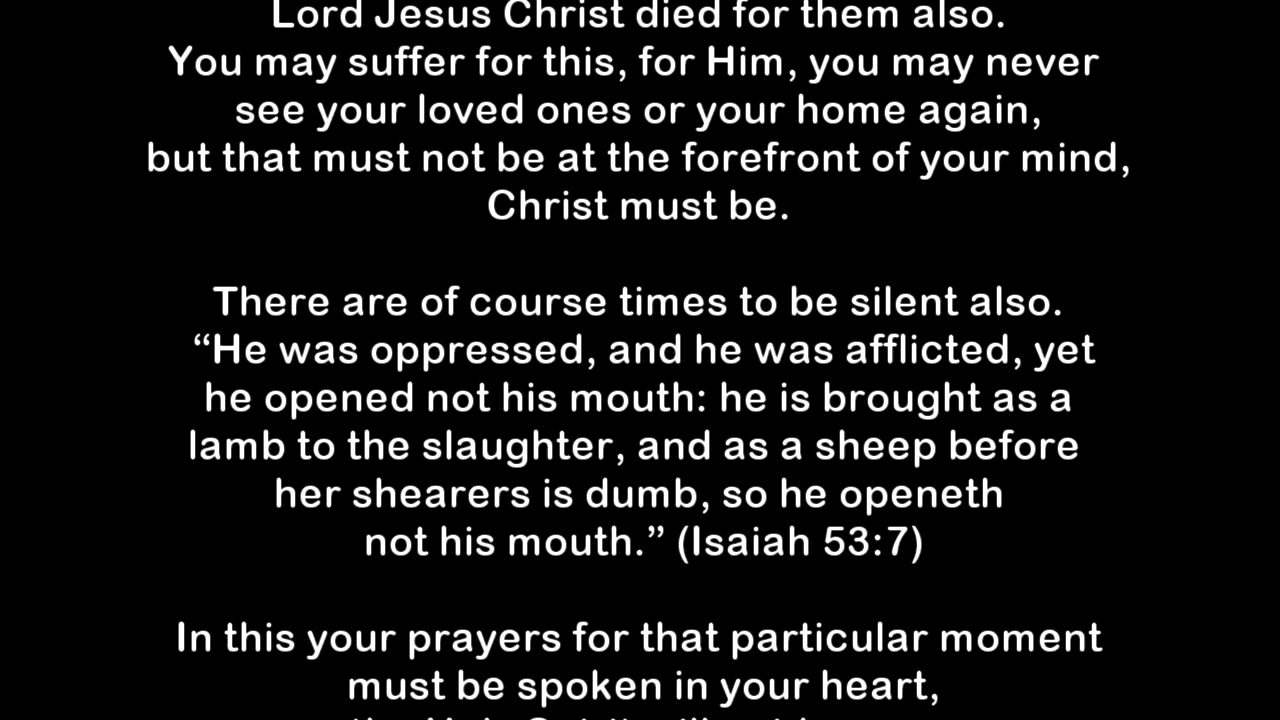 Lord Jesus Christ died for them also.
You may suffer for this, for Him, you may never
see your loved ones or your home again,
but that must not be at the forefront of your mind,
Christ must be.
There are of course times to be silent also.
“He was oppressed, and he was afflicted, yet
he opened not his mouth: he is brought as a
lamb to the slaughter, and as a sheep before
her shearers is dumb, so he openeth
not his mouth.” (Isaiah 53:7)
In this your prayers for that particular moment
must be spoken in your heart,